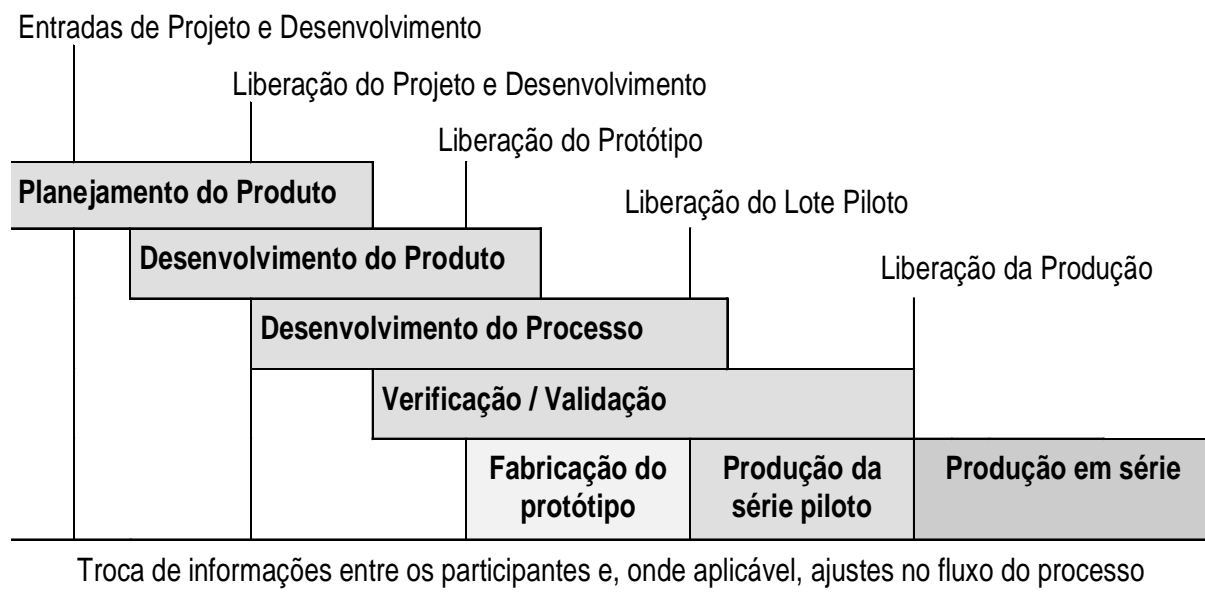 Entradas de Projeto e Desenvolvimento
Liberação do Projeto e Desenvolvimento
Liberação do Protótipo
Planejamento do Produto
Liberação do Lote Piloto
Desenvolvimento do Produto
Liberação da Produção
Desenvolvimento do Processo
Verificação / Validação
Fabricação do
protótipo
Produção da
série piloto
Produção em série
Troca de informações entre os participantes e, onde aplicável, ajustes no fluxo do processo